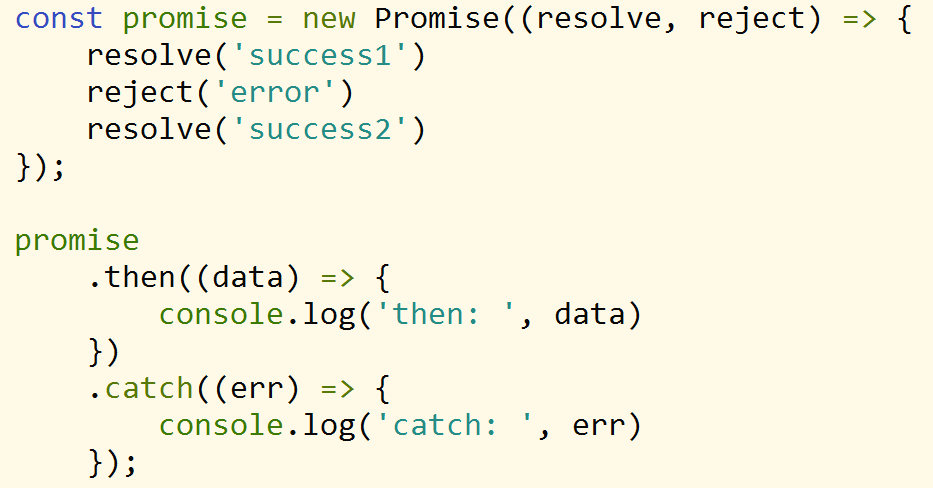 const promise = new Promise((resolve, reject) => {
    resolve('success1')
    reject('error')
    resolve('success2')
});

promise
    .then((data) => {
        console.log('then: ', data)
    })
    .catch((err) => {
        console.log('catch: ', err)
    });